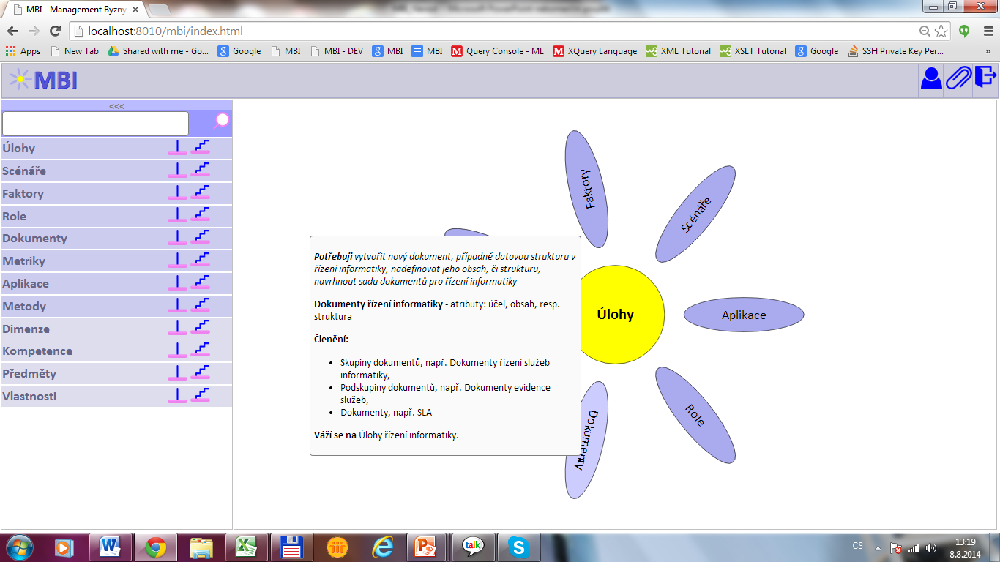 MBI - Management Byzny
localhost:8010/mbi/index.html
Apps
New Tab
Shared with me - Go...
Google
MBI
MBI - DEV
MBI
MBI
Query Console - ML
XQuery Language
XML Tutorial
XSLT Tutorial
Google
SSH Private Key Per...
»
MBI
<<<
Úlohy
Scénáře
Faktory
Role
Dokumenty
Metriky
Aplikace
Metody
Dimenze
Kompetence
Předměty
Vlastnosti
Faktory
Scénáře
Potřebuji vytvořit nový dokument, případně datovou strukturu v
řízení informatiky, nadefinovat jeho obsah, či strukturu,
navrhnout sadu dokumentů pro řízení informatiky---
Dokumenty řízení informatiky - atributy: účel, obsah, resp.
struktura
Členění:
• Skupiny dokumentů, např. Dokumenty řízení služeb
informatiky,
• Podskupiny dokumentů, např. Dokumenty evidence
služeb,
• Dokumenty, např. SLA
Váží se na Úlohy řízení informatiky.
Úlohy
Aplikace
Role
Dokumenty
talk
CS
13:19
8.8.2014